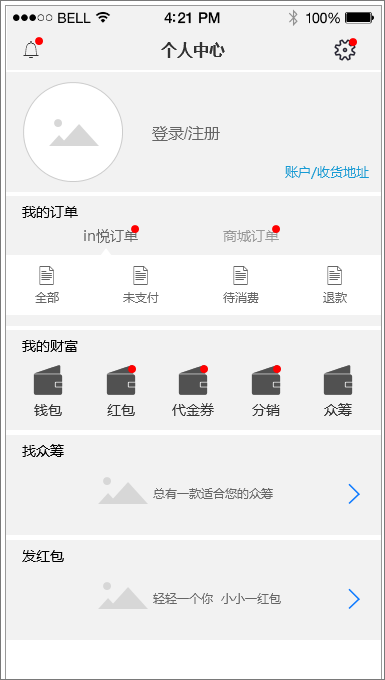 BELL 4:21 PM 100%
个人中心
登录/注册
账户/收货地址
我的订单
in悦订单 商城订单
全部 未支付 待消费 退款
我的财富
钱包 红包 代金券 分销 众筹
找众筹
总有一款适合您的众筹
发红包
轻轻一个你 小小一红包